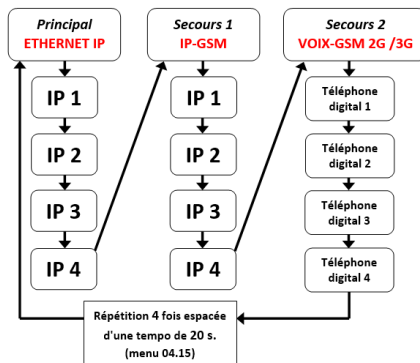 Principal
ETHERNET IP
IP 1
IP 2
IP 3
IP 4
Secours 1
IP-GSM
IP 1
IP 2
IP 3
IP 4
Secours 2
VOIX-GSM 2G /3G
Téléphone
digital 1
Téléphone
digital 2
Téléphone
digital 3
Téléphone
digital 4
Répétition 4 fois espacée
d'une tempo de 20 s.
(menu 04.15)